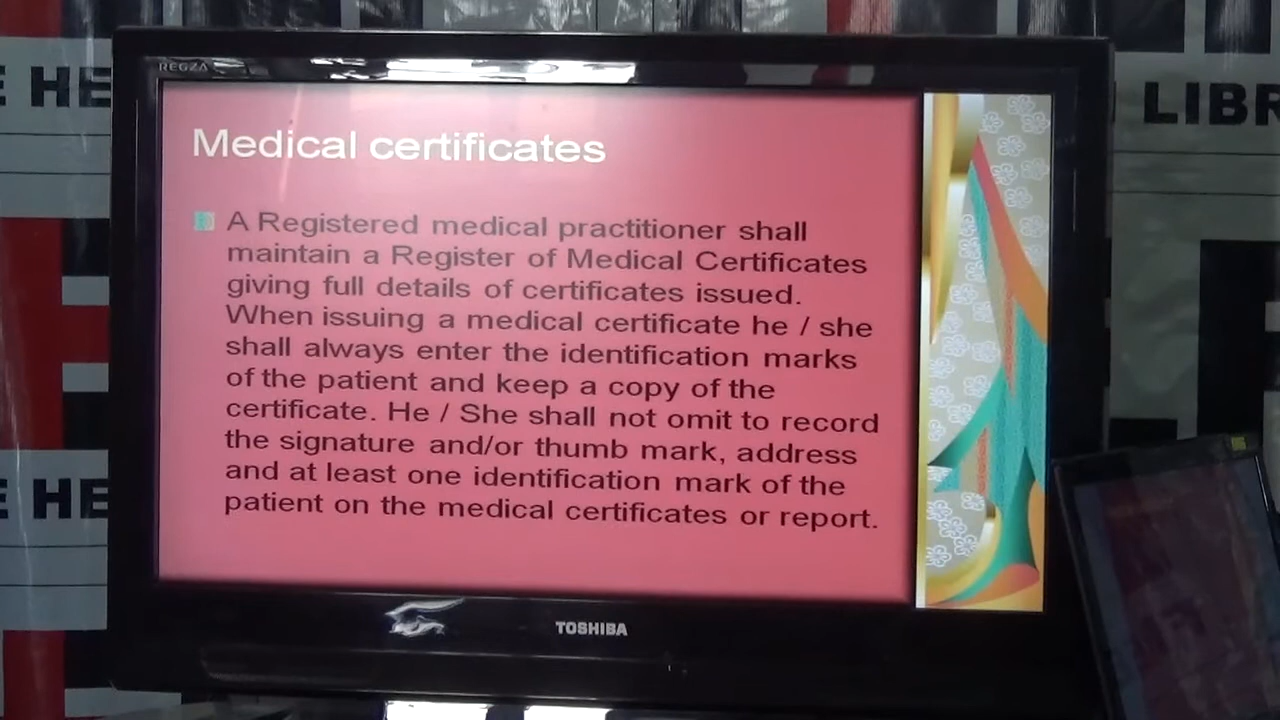 REGZA
E HE
LIBR
Medical certificates
A Registered medical practitioner shall
maintain a Register of Medical Certificates
giving full details of certificates issued.
When issuing a medical certificate he / she
shall always enter the identification marks
of the patient and keep a copy of the
certificate. He / She shall not omit to record
the signature and/or thumb mark, address
and at least one identification mark of the
patient on the medical certificates or report.
E HE
TOSHIBA